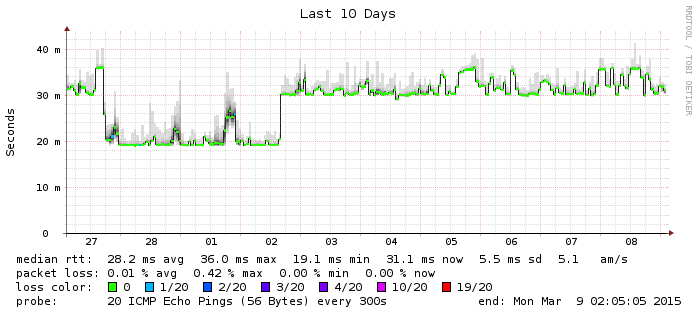 Last 10 Days
RRDTOOL / TOBI OETIKER
Seconds
40 m
30 m
20 m
10 m
0
27 28 01 02 03 04 05 06 07 08
median rtt: 28.2 ms avg 36.0 ms max 19.1 ms min 31.1 ms now 5.5 ms sd 5.1 am/s
packet loss: 0.01 % avg 0.42 % max 0.00 % min 0.00 % now
loss color: 0 1/20 2/20 3/20 4/20 10/20 19/20
probe: 20 ICMP Echo Pings (56 Bytes) every 300s end: Mon Mar 9 02:05:05 2015